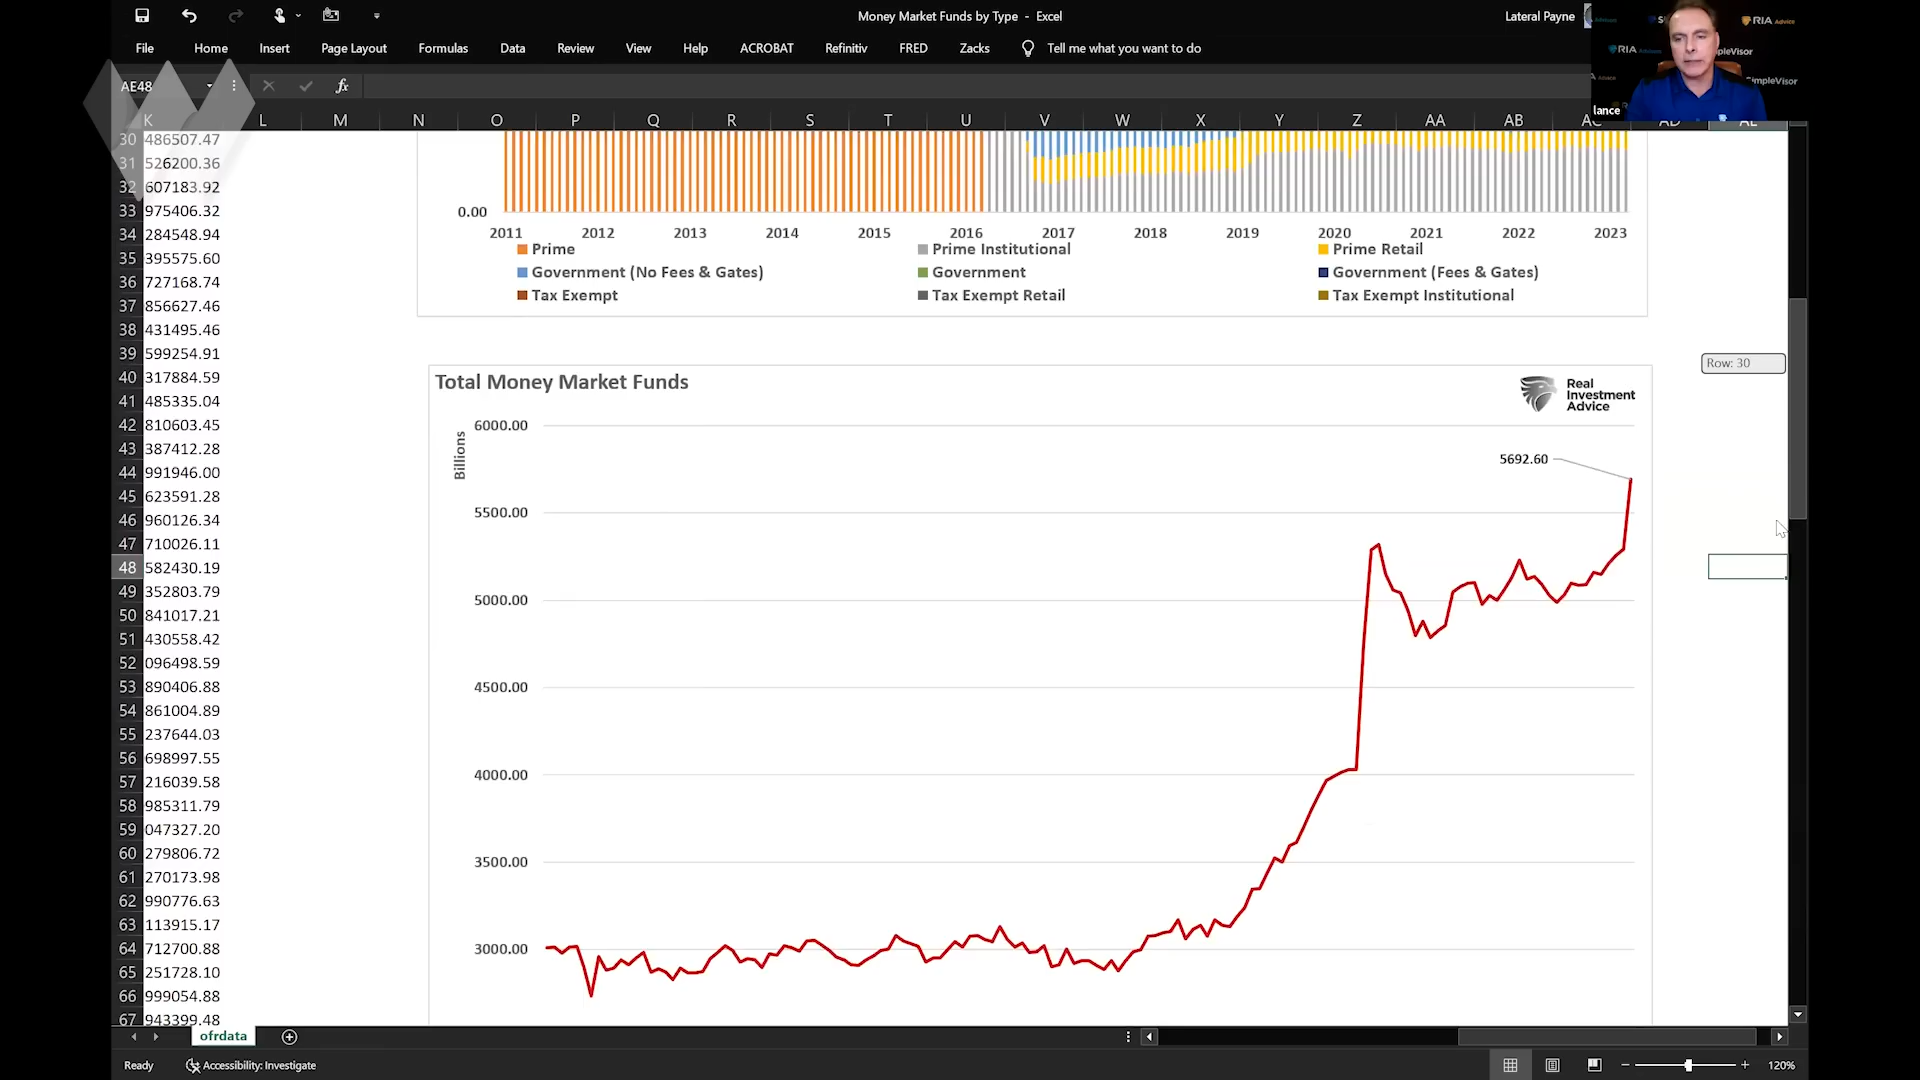 Money Market Funds by Type - Excel
Lateral Payne
File Home Insert Page Layout Formulas Data Review View Help ACROBAT Refinitiv FRED Zacks Tell me what you want to do
RIA Advice
RIA
SimpleVisor
lance
AE48 fx
K L M N O P Q R S T U V W X Y Z AA AB AC AD AE
30 486507.47
31 526200.36
32 607183.92
33 975406.32
34 284548.94
35 395575.60
36 727168.74
37 856627.46
38 431495.46
39 599254.91
40 317884.59
41 485335.04
42 810603.45
43 387412.28
44 991946.00
45 623591.28
46 960126.34
47 710026.11
48 582430.19
49 352803.79
50 841017.21
51 430558.42
52 096498.59
53 890406.88
54 861004.89
55 237644.03
56 698997.55
57 216039.58
58 985311.79
59 047327.20
60 279806.72
61 270173.98
62 990776.63
63 113915.17
64 712700.88
65 251728.10
66 999054.88
67 943399.48
0.00
2011 2012 2013 2014 2015 2016 2017 2018 2019 2020 2021 2022 2023
Prime Prime Institutional Prime Retail
Government (No Fees & Gates) Government Government (Fees & Gates)
Tax Exempt Tax Exempt Retail Tax Exempt Institutional
Row: 30
Total Money Market Funds
Real
Investment
Advice
Billions
6000.00
5692.60
5500.00
5000.00
4500.00
4000.00
3500.00
3000.00
ofrdata
Ready Accessibility: Investigate 120%